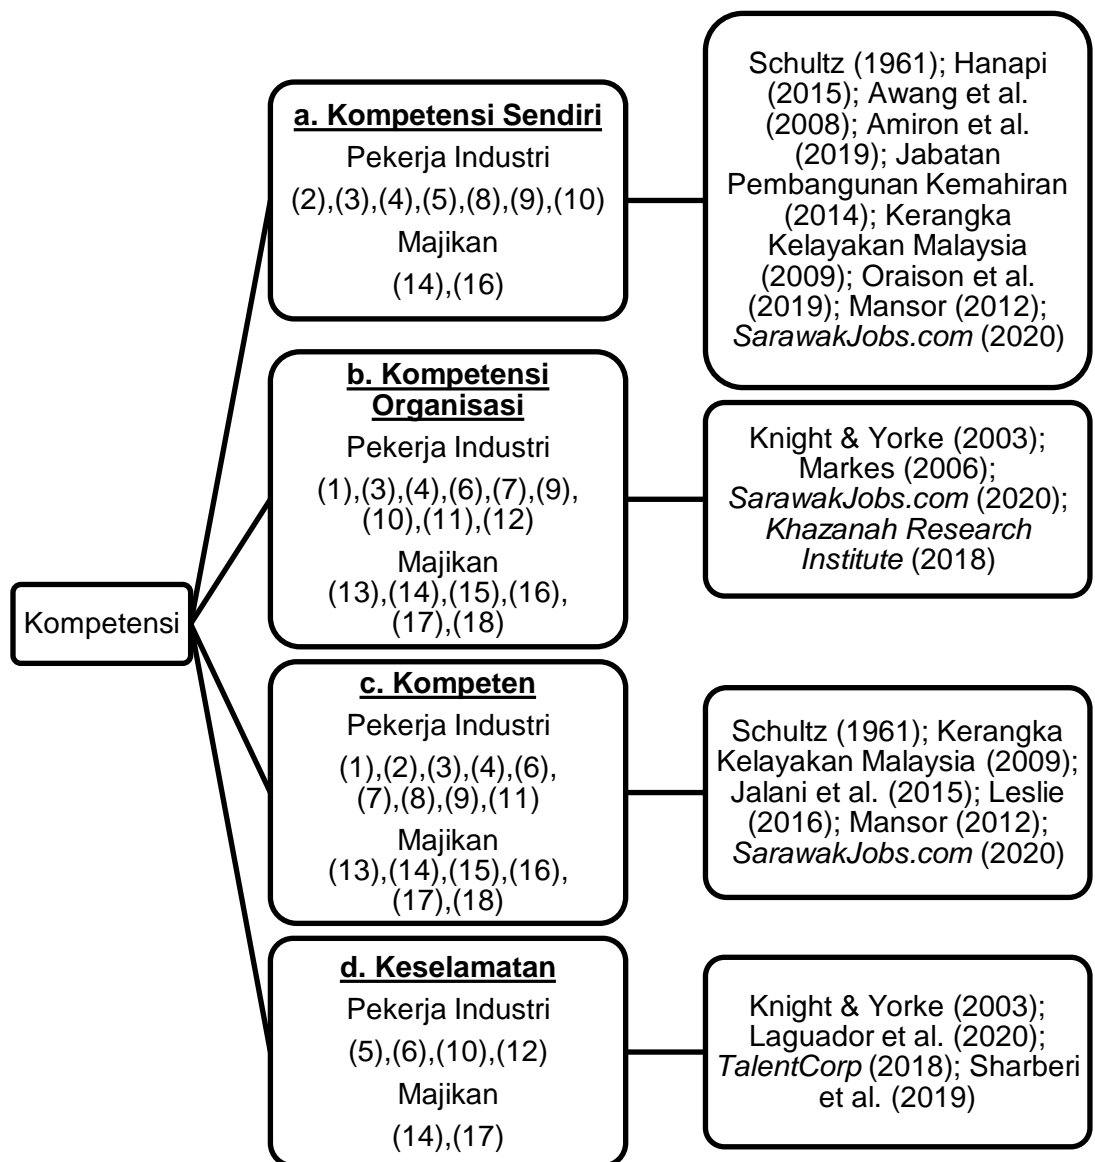 Kompetensi
a. Kompetensi Sendiri
Pekerja Industri
(2),(3),(4),(5),(8),(9),(10)
Majikan
(14),(16)
Schultz (1961); Hanapi
(2015); Awang et al.
(2008); Amiron et al.
(2019); Jabatan
Pembangunan Kemahiran
(2014); Kerangka
Kelayakan Malaysia
(2009); Oraison et al.
(2019); Mansor (2012);
SarawakJobs.com (2020)
b. Kompetensi
Organisasi
Pekerja Industri
(1),(3),(4),(6),(7),(9),
(10),(11),(12)
Majikan
(13),(14),(15),(16),
(17),(18)
Knight & Yorke (2003);
Markes (2006);
SarawakJobs.com (2020);
Khazanah Research
Institute (2018)
c. Kompeten
Pekerja Industri
(1),(2),(3),(4),(6),
(7),(8),(9),(11)
Majikan
(13),(14),(15),(16),
(17),(18)
Schultz (1961); Kerangka
Kelayakan Malaysia (2009);
Jalani et al. (2015); Leslie
(2016); Mansor (2012);
SarawakJobs.com (2020)
d. Keselamatan
Pekerja Industri
(5),(6),(10),(12)
Majikan
(14),(17)
Knight & Yorke (2003);
Laguador et al. (2020);
TalentCorp (2018); Sharberi
et al. (2019)